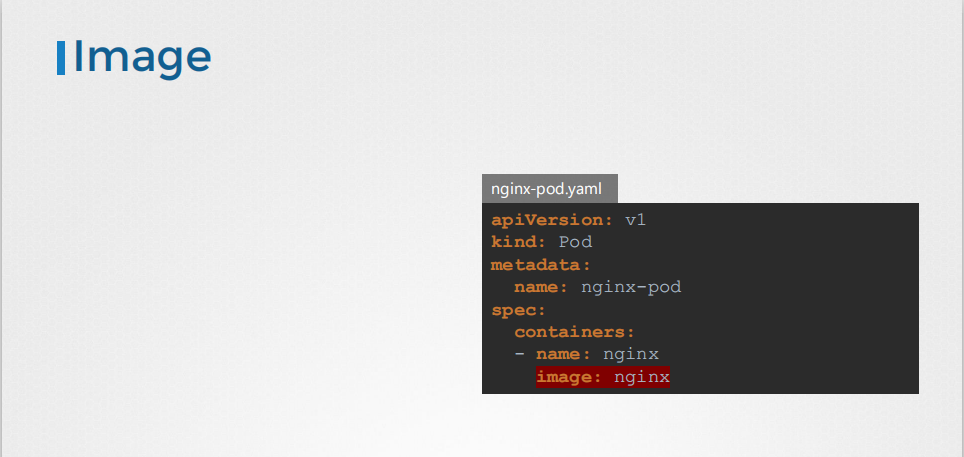 Image
nginx-pod.yaml
apiVersion: v1
kind: Pod
metadata:
  name: nginx-pod
spec:
  containers:
  - name: nginx
    image: nginx